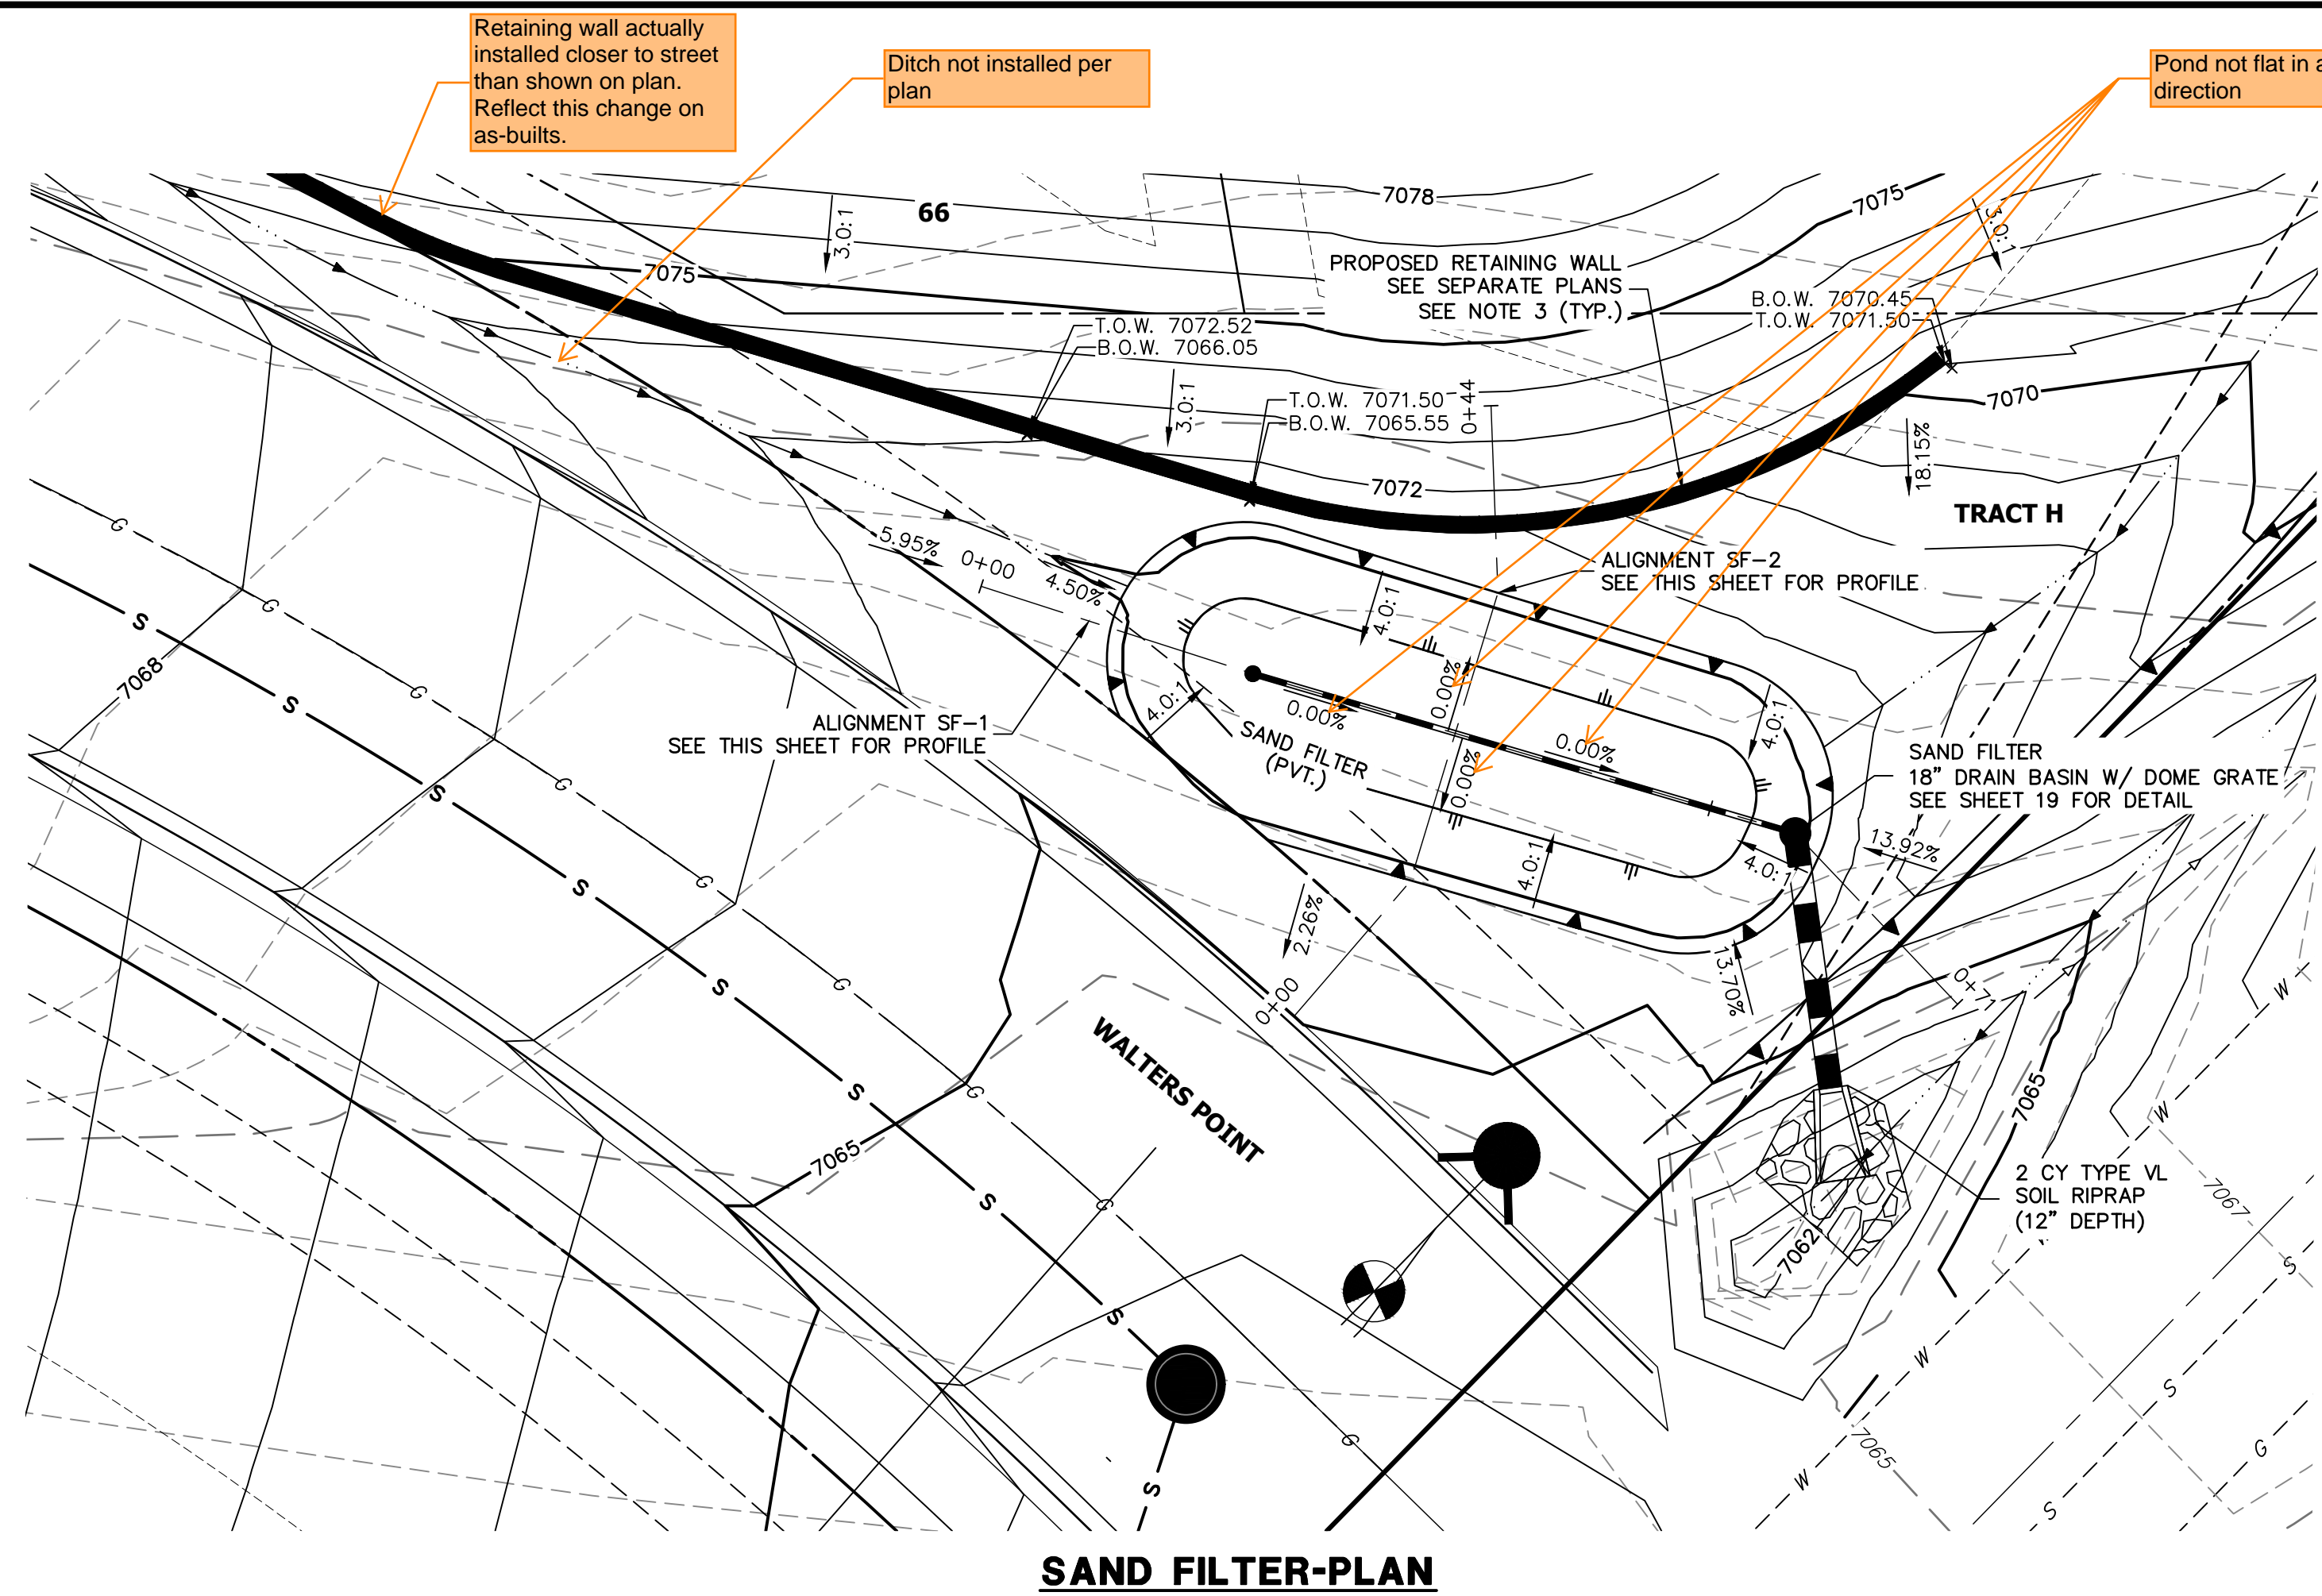 Retaining wall actually
installed closer to street
than shown on plan.
Reflect this change on
as-builts.
Ditch not installed per
plan
Pond not flat in
direction
7078
7075
66
3.0:1
3.0:1
7075
PROPOSED RETAINING WALL
SEE SEPARATE PLANS
SEE NOTE 3 (TYP.)
B.O.W. 7070.45
T.O.W. 7071.50
T.O.W. 7072.52
B.O.W. 7066.05
3.0:1
T.O.W. 7071.50
B.O.W. 7065.55
0+44
7070
18.15%
7072
TRACT H
G
5.95%
0+00
4.50%
ALIGNMENT SF-2
SEE THIS SHEET FOR PROFILE
4.0:1
G
S
7068
G
S
0.00%
4.0:1
0.00%
4.0:1
ALIGNMENT SF-1
SEE THIS SHEET FOR PROFILE
SAND FILTER
(PVT.)
0.00%
0.00%
SAND FILTER
18" DRAIN BASIN W/ DOME GRATE
SEE SHEET 19 FOR DETAIL
G
S
4.0:1
4.0:1
13.92%
G
S
2.26%
13.70%
0+7
G
S
0+00
W
WALTERS POINT
G
S
7065
W
7065
2 CY TYPE VL
SOIL RIPRAP
(12" DEPTH)
7067
G
S
7062
S
S
W
S
G
G
7065
W
S
S
SAND FILTER-PLAN